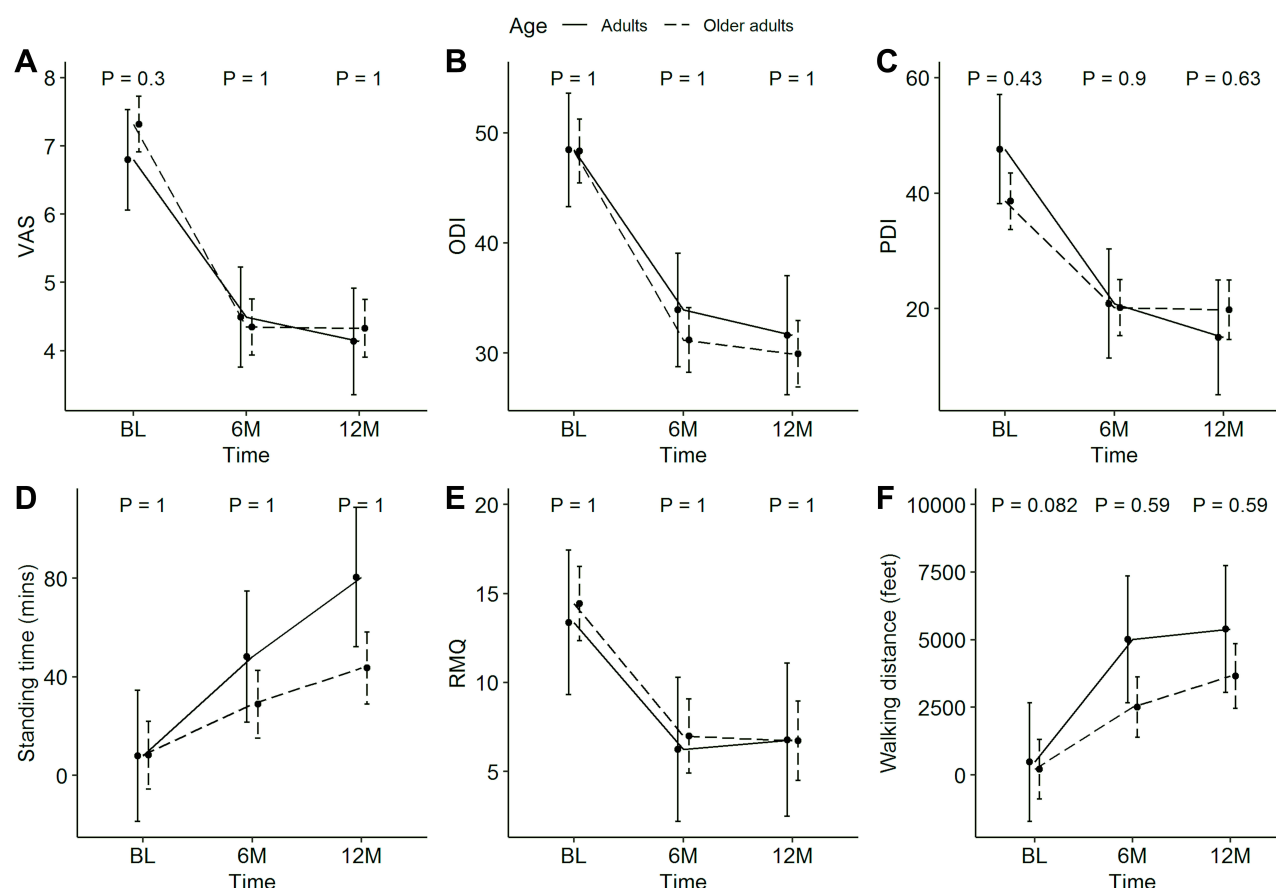 Age Adults Older adults
A
P = 0.3 P = 1 P = 1
8
7
6
5
4
VAS
BL 6M 12M
Time
B
P = 1 P = 1 P = 1
50
40
30
ODI
BL 6M 12M
Time
C
P = 0.43 P = 0.9 P = 0.63
60
40
20
PDI
BL 6M 12M
Time
D
P = 1 P = 1 P = 1
80
40
0
Standing time (mins)
BL 6M 12M
Time
E
P = 1 P = 1 P = 1
20
15
10
5
RMQ
BL 6M 12M
Time
F
P = 0.082 P = 0.59 P = 0.59
10000
7500
5000
2500
0
Walking distance (feet)
BL 6M 12M
Time